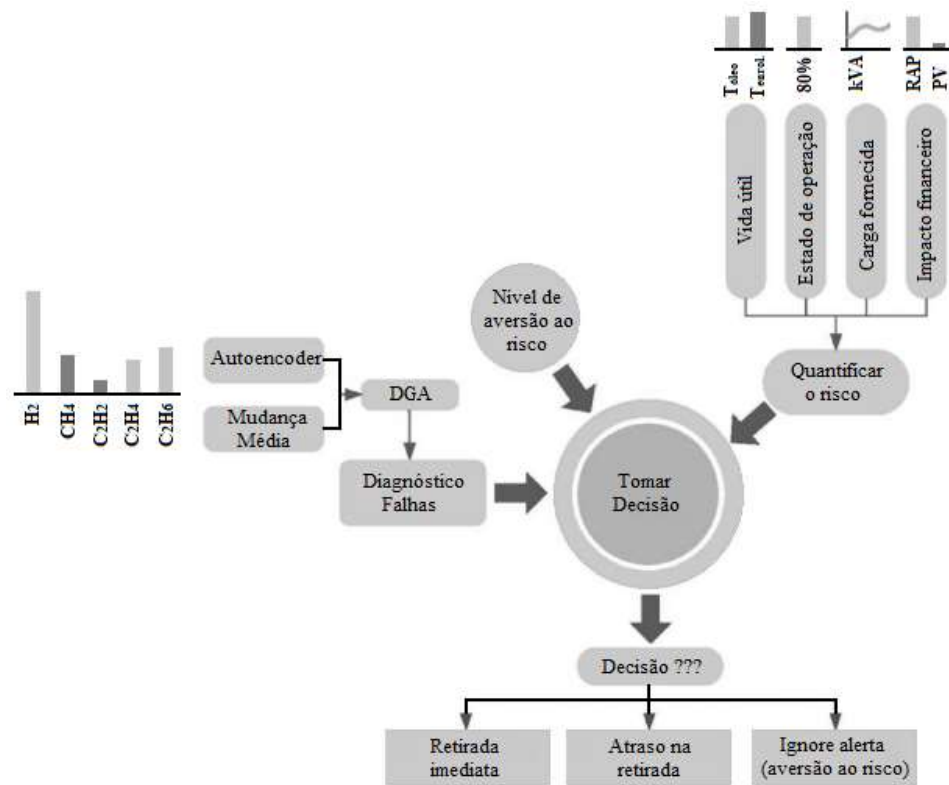 T óleo
T enrol.
80%
kVA
RAP
PV
Vida útil
Estado de operação
Carga fornecida
Impacto financeiro
Nível de
aversão ao
risco
Quantificar
o risco
H2
CH4
C2H2
C2H4
C2H6
Autoencoder
Mudança
Média
DGA
Diagnóstico
Falhas
Tomar
Decisão
Decisão ???
Retirada
imediata
Atraso na
retirada
Ignore alerta
(aversão ao risco)